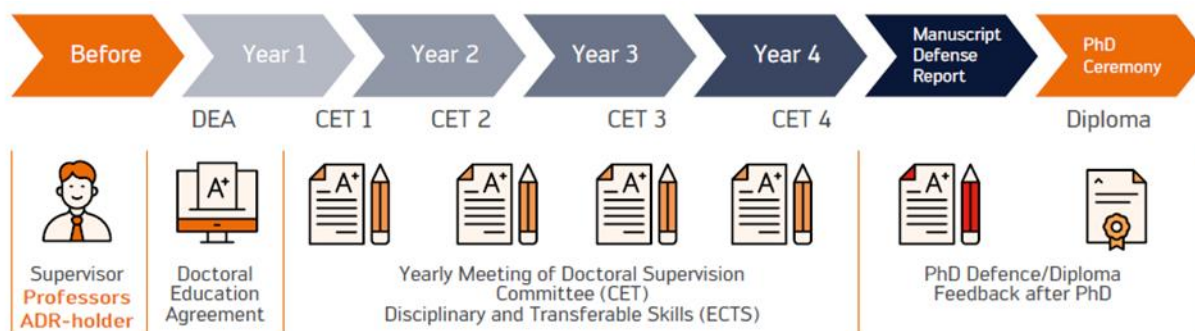 Before
Year 1
Year 2
Year 3
Year 4
Manuscript
Defense
Report
PhD
Ceremony
DEA
CET 1
CET 2
CET 3
CET 4
Diploma
A+
A+
A+
A+
A+
A+
Supervisor
Professors
ADR-holder
Doctoral
Education
Agreement
Yearly Meeting of Doctoral Supervision
Committee (CET)
Disciplinary and Transferable Skills (ECTS)
PhD Defence/Diploma
Feedback after PhD